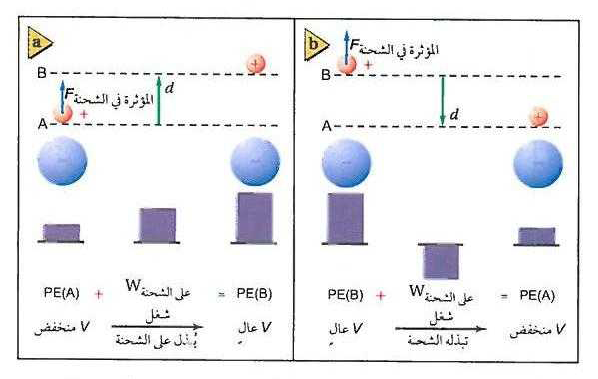 a
B
F المؤثرة في الشحنة
d
+
+
A
PE(A) + W على الشحنة = PE(B)
V منخفض
شغل
يُبذل على الشحنة
V عالٍ
b
F المؤثرة في الشحنة
+
B
d
+
A
PE(B) + W على الشحنة = PE(A)
V عالٍ
شغل
تبذله الشحنة
V منخفض